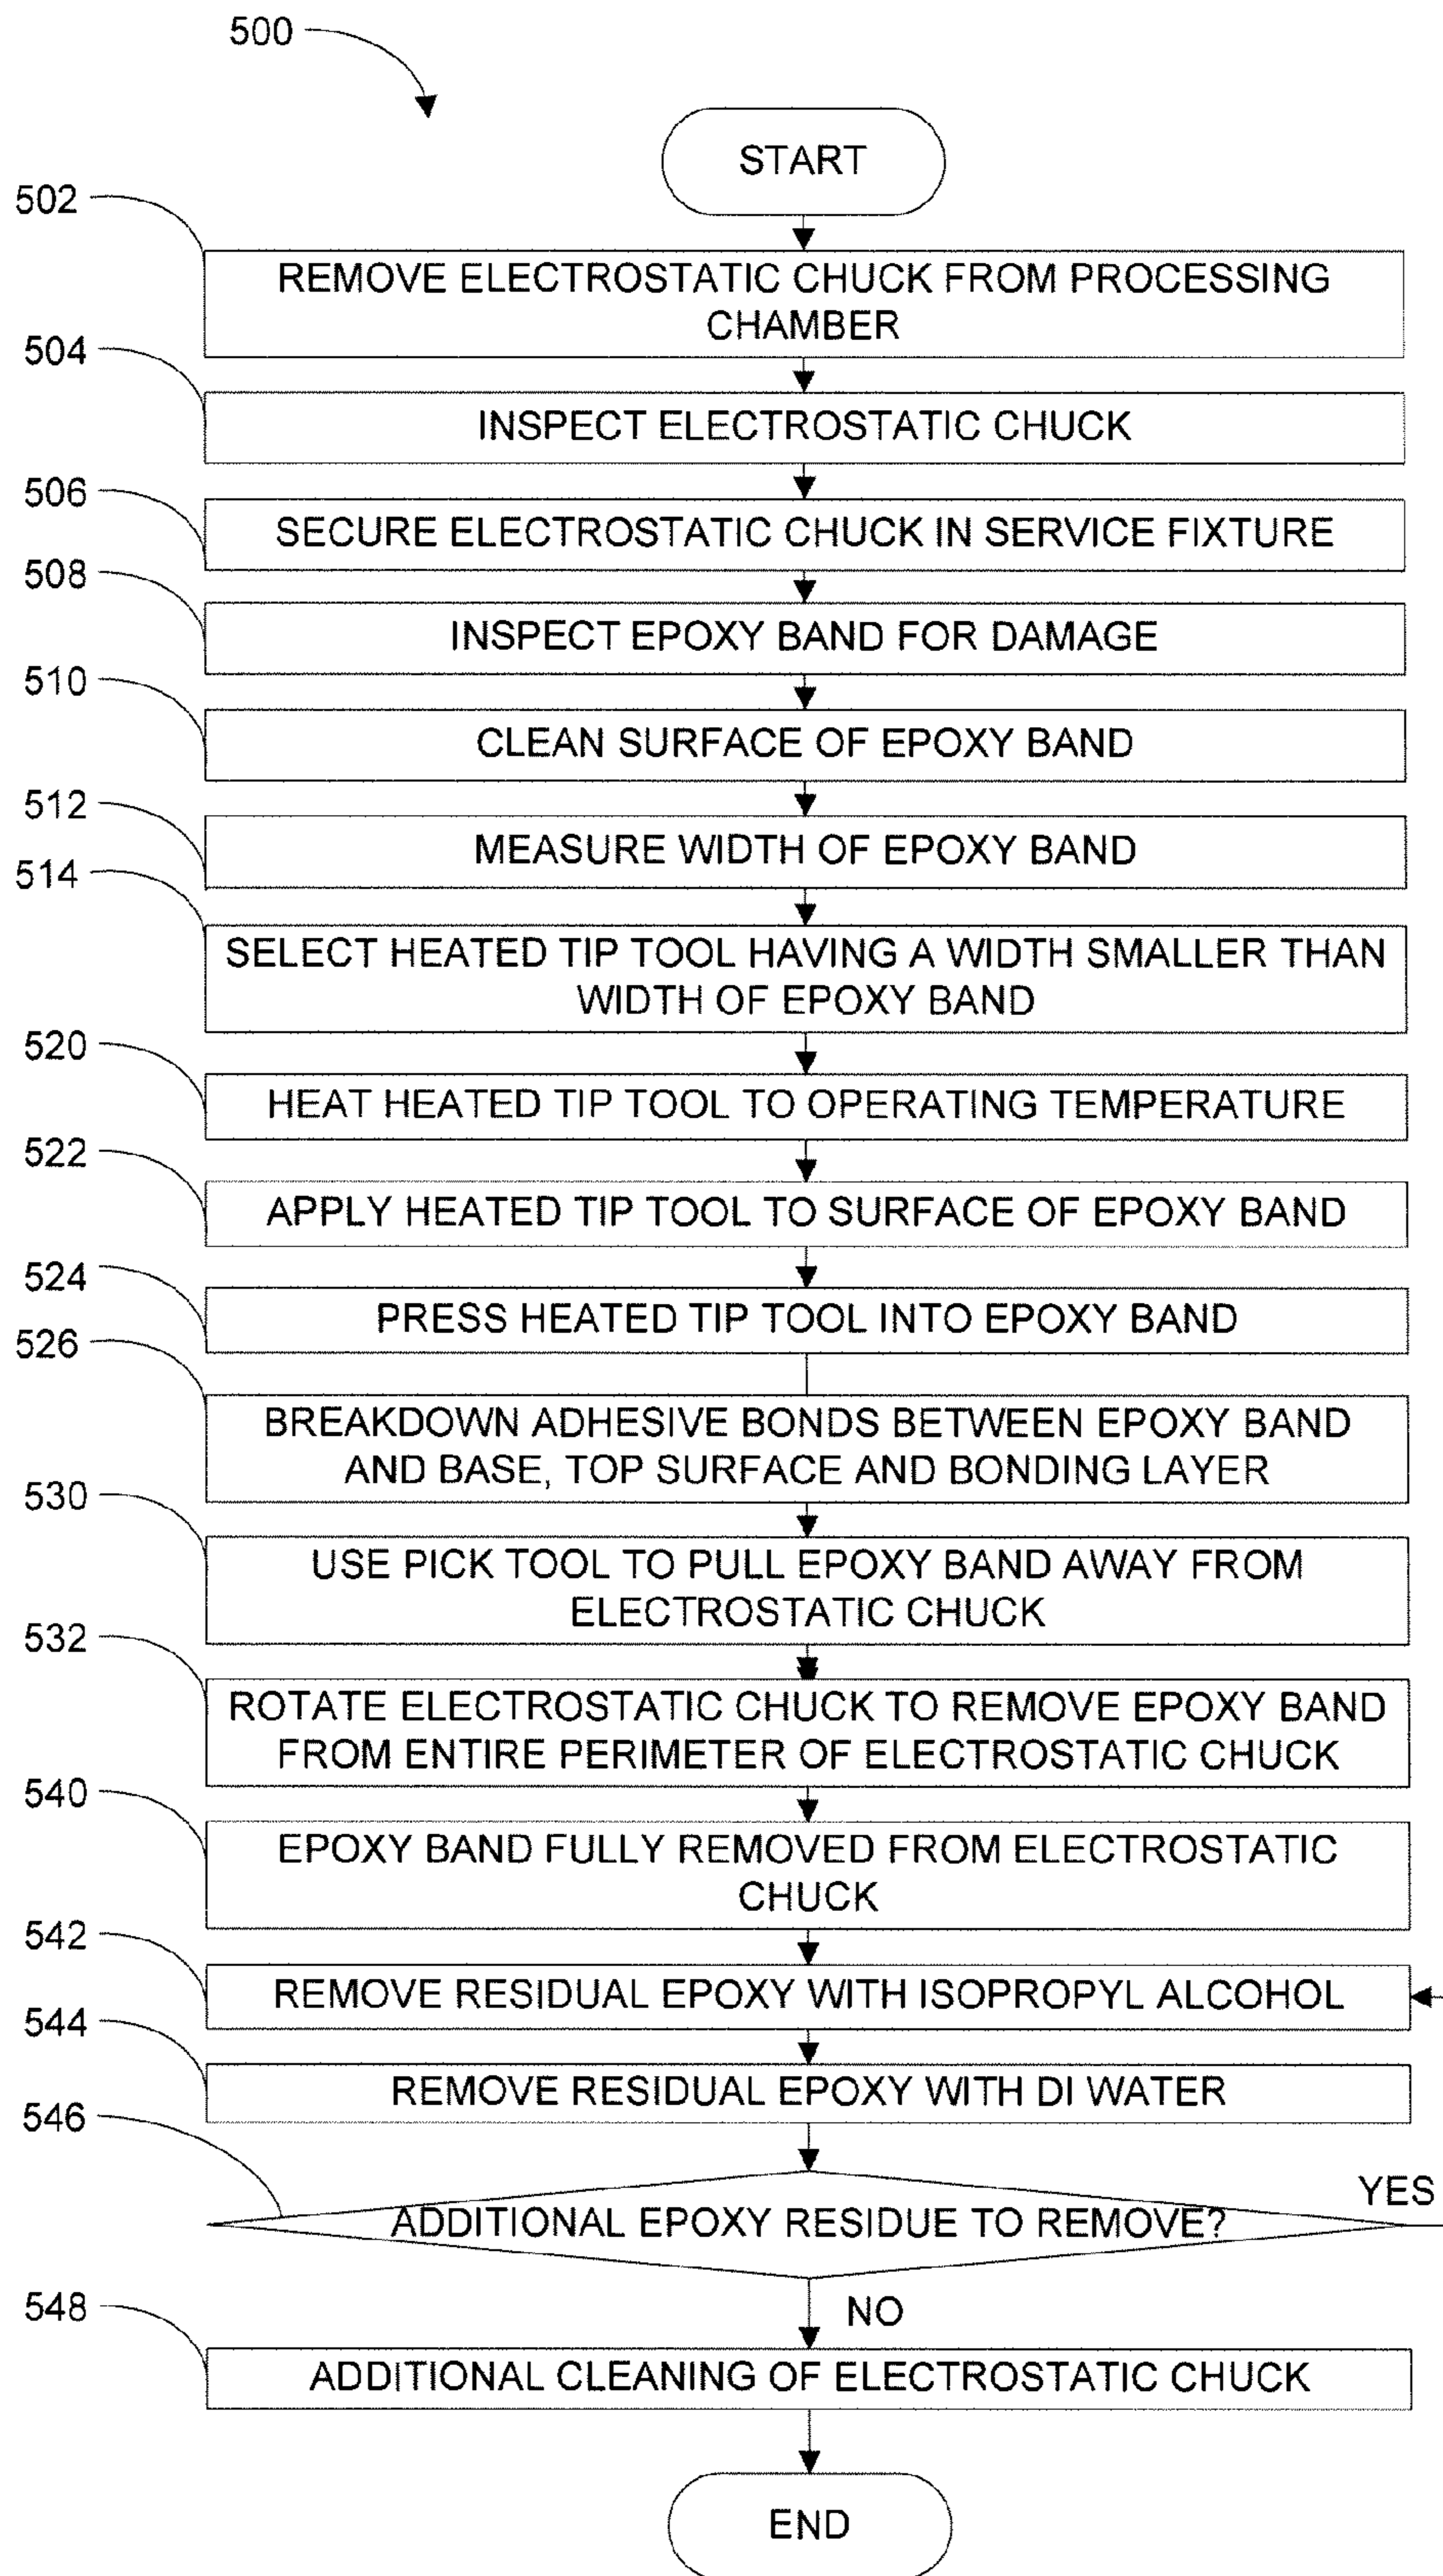 500
START
502
REMOVE ELECTROSTATIC CHUCK FROM PROCESSING
CHAMBER
504
INSPECT ELECTROSTATIC CHUCK
506
SECURE ELECTROSTATIC CHUCK IN SERVICE FIXTURE
508
INSPECT EPOXY BAND FOR DAMAGE
510
CLEAN SURFACE OF EPOXY BAND
512
MEASURE WIDTH OF EPOXY BAND
514
SELECT HEATED TIP TOOL HAVING A WIDTH SMALLER THAN
WIDTH OF EPOXY BAND
520
HEAT HEATED TIP TOOL TO OPERATING TEMPERATURE
522
APPLY HEATED TIP TOOL TO SURFACE OF EPOXY BAND
524
PRESS HEATED TIP TOOL INTO EPOXY BAND
526
BREAKDOWN ADHESIVE BONDS BETWEEN EPOXY BAND
AND BASE, TOP SURFACE AND BONDING LAYER
530
USE PICK TOOL TO PULL EPOXY BAND AWAY FROM
ELECTROSTATIC CHUCK
532
ROTATE ELECTROSTATIC CHUCK TO REMOVE EPOXY BAND
FROM ENTIRE PERIMETER OF ELECTROSTATIC CHUCK
540
EPOXY BAND FULLY REMOVED FROM ELECTROSTATIC
CHUCK
542
REMOVE RESIDUAL EPOXY WITH ISOPROPYL ALCOHOL
544
REMOVE RESIDUAL EPOXY WITH DI WATER
546
ADDITIONAL EPOXY RESIDUE TO REMOVE?
YES
NO
548
ADDITIONAL CLEANING OF ELECTROSTATIC CHUCK
END